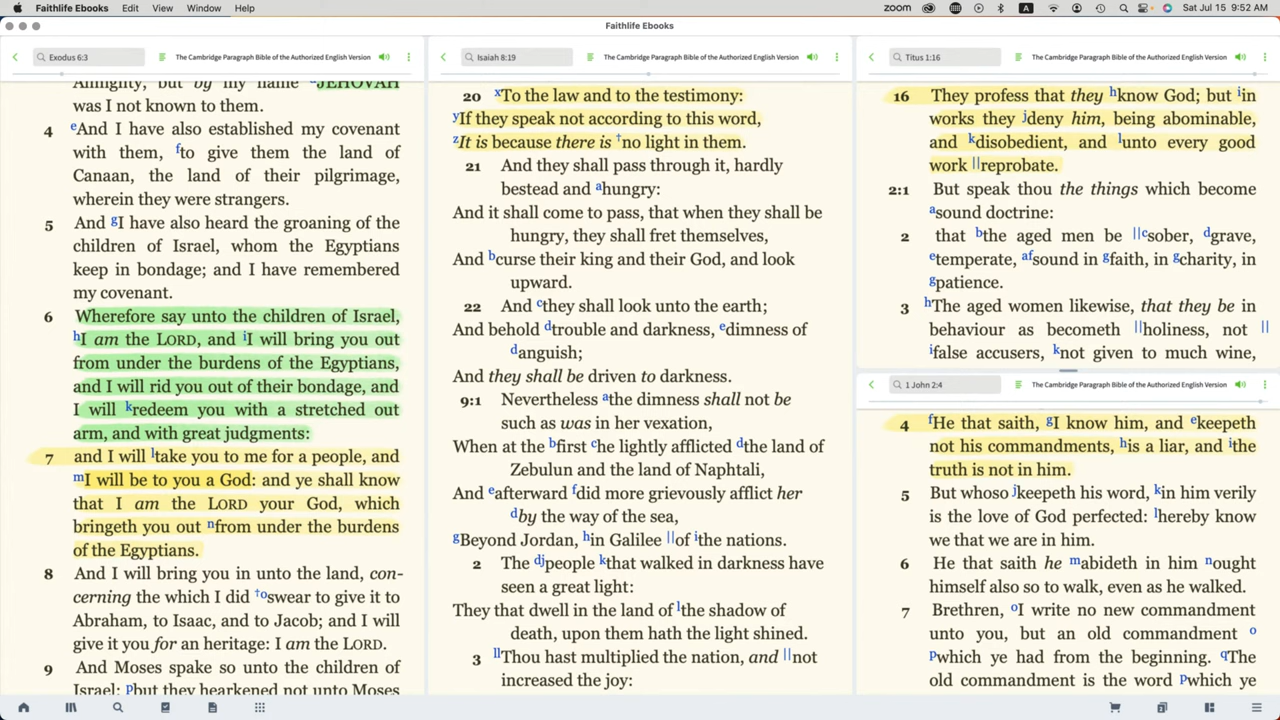 Faithlife Ebooks Edit View Window Help
zoom A Sat Jul 15 9:52 AM
Faithlife Ebooks
Exodus 6:3
The Cambridge Paragraph Bible of the Authorized English Version
Almighty, but by my name JEHOVAH
was I not known to them.
4 eAnd I have also established my covenant
with them, fto give them the land of
Canaan, the land of their pilgrimage,
wherein they were strangers.
5 And gI have also heard the groaning of the
children of Israel, whom the Egyptians
keep in bondage; and I have remembered
my covenant.
6 Wherefore say unto the children of Israel,
hI am the LORD, and iI will bring you out
from under the burdens of the Egyptians,
and I will rid you out of their bondage, and
I will kredeem you with a stretched out
arm, and with great judgments:
7 and I will ltake you to me for a people, and
mI will be to you a God: and ye shall know
that I am the LORD your God, which
bringeth you out nfrom under the burdens
of the Egyptians.
8 And I will bring you in unto the land, con-
cerning the which I did †oswear to give it to
Abraham, to Isaac, and to Jacob; and I will
give it you for an heritage: I am the LORD.
9 And Moses spake so unto the children of
Israel: pbut they hearkened not unto Moses
Isaiah 8:19
The Cambridge Paragraph Bible of the Authorized English Version
20 xTo the law and to the testimony:
yIf they speak not according to this word,
zIt is because there is †no light in them.
21 And they shall pass through it, hardly
bestead and ahungry:
And it shall come to pass, that when they shall be
hungry, they shall fret themselves,
And bcurse their king and their God, and look
upward.
22 And cthey shall look unto the earth;
And behold dtrouble and darkness, edimness of
danguish;
And they shall be driven to darkness.
9:1 Nevertheless athe dimness shall not be
such as was in her vexation,
When at the bfirst che lightly afflicted dthe land of
Zebulun and the land of Naphtali,
And eafterward fdid more grievously afflict her
dby the way of the sea,
gBeyond Jordan, hin Galilee ||of ithe nations.
2 The djpeople kthat walked in darkness have
seen a great light:
They that dwell in the land of lthe shadow of
death, upon them hath the light shined.
3 llThou hast multiplied the nation, and ||not
increased the joy:
Titus 1:16
The Cambridge Paragraph Bible of the Authorized English Version
16 They profess that they hknow God; but iin
works they jdeny him, being abominable,
and kdisobedient, and lunto every good
work ||reprobate.
2:1 But speak thou the things which become
asound doctrine:
2 that bthe aged men be ||csober, dgrave,
etemperate, afsound in gfaith, in gcharity, in
gpatience.
3 hThe aged women likewise, that they be in
behaviour as becometh ||holiness, not ||
ifalse accusers, knot given to much wine,
1 John 2:4
The Cambridge Paragraph Bible of the Authorized English Version
4 fHe that saith, gI know him, and ekeepeth
not his commandments, his a liar, and ithe
truth is not in him.
5 But whoso jkeepeth his word, kin him verily
is the love of God perfected: lhereby know
we that we are in him.
6 He that saith he mabideth in him nought
himself also so to walk, even as he walked.
7 Brethren, oI write no new commandment
unto you, but an old commandment o
pwhich ye had from the beginning. qThe
old commandment is the word pwhich ye